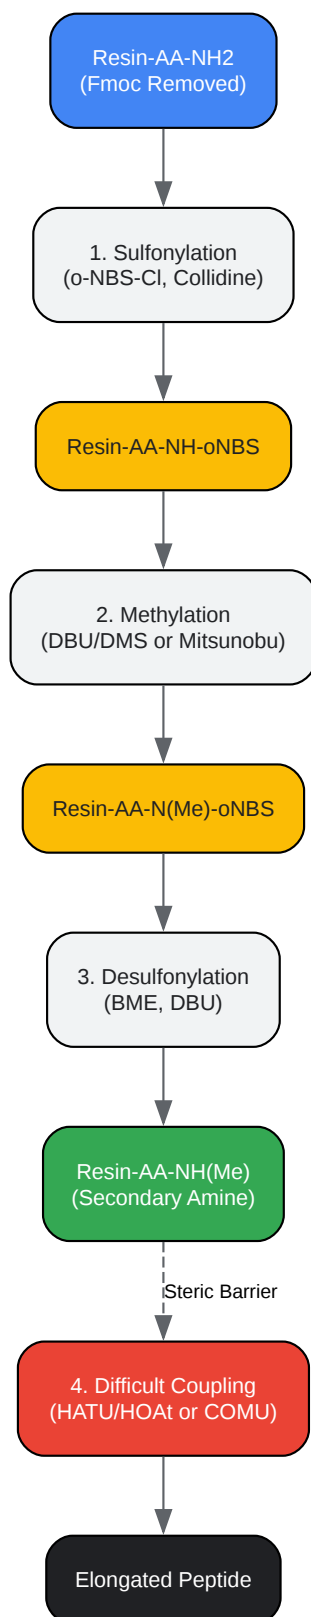 Resin-AA-NH2
(Fmoc Removed)
1. Sulfonylation
(o-NBS-Cl, Collidine)
Resin-AA-NH-oNBS
2. Methylation
(DBU/DMS or Mitsunobu)
Resin-AA-N(Me)-oNBS
3. Desulfonylation
(BME, DBU)
Resin-AA-NH(Me)
(Secondary Amine)
Steric Barrier
4. Difficult Coupling
(HATU/HOAt or COMU)
Elongated Peptide